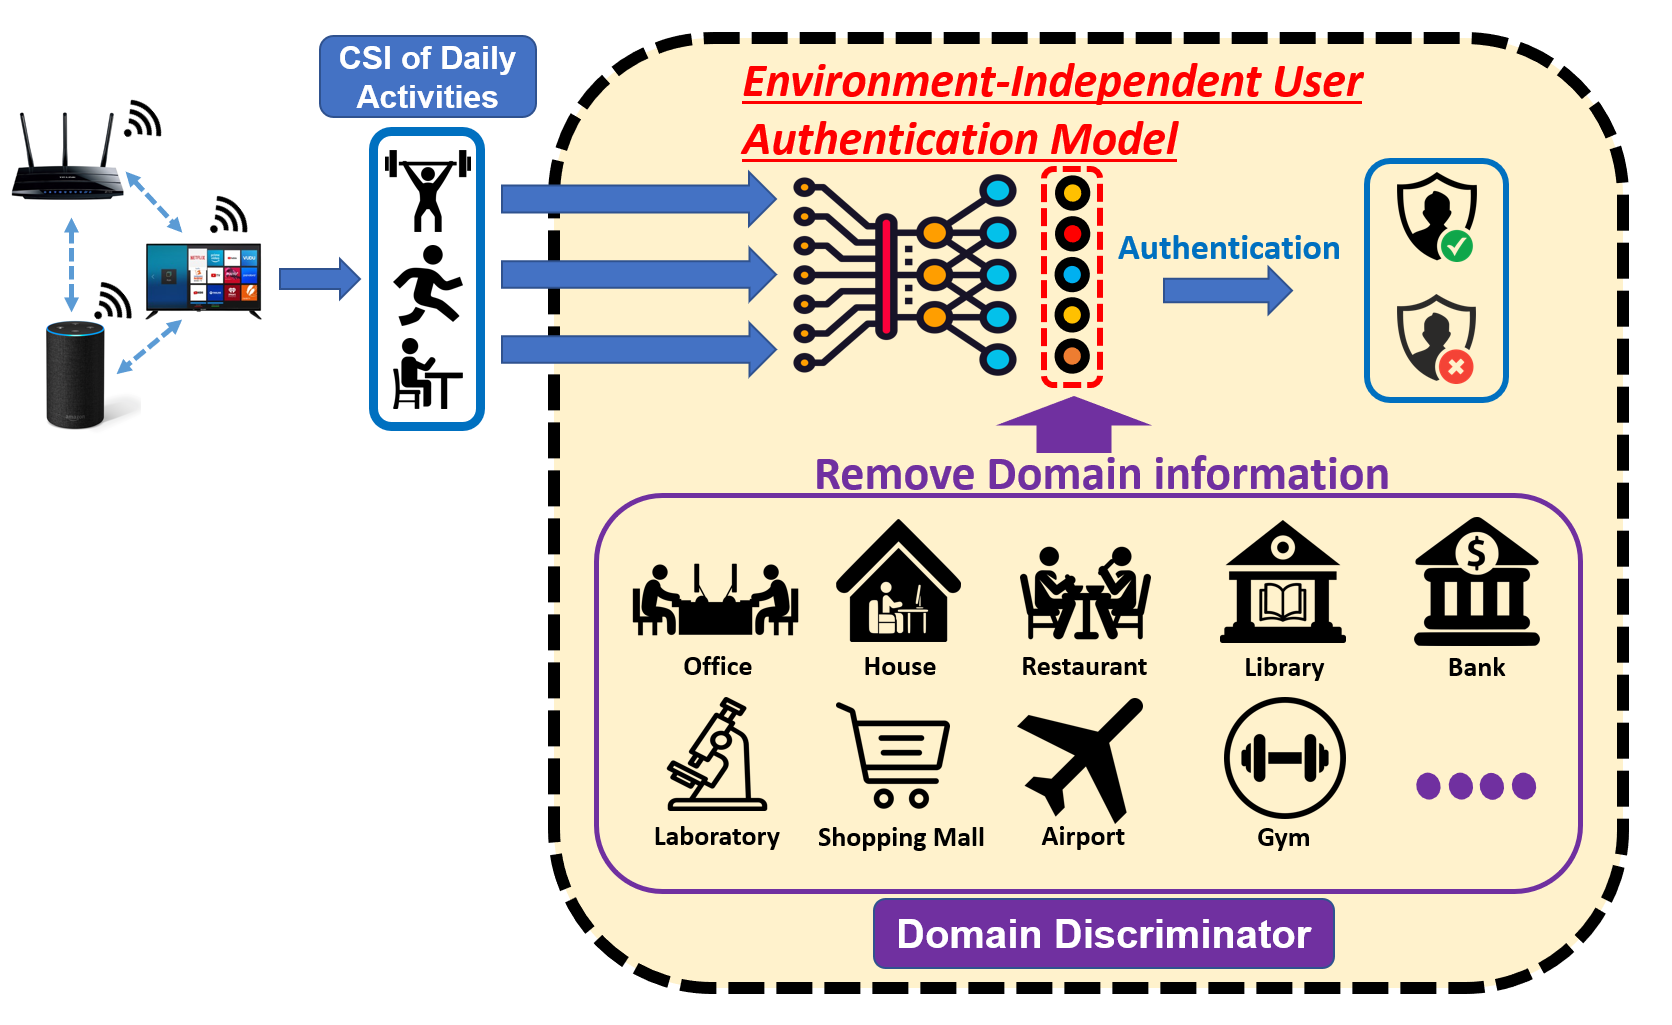 CSI of Daily
Activities
Environment-Independent User
Authentication Model
Authentication
Remove Domain information
Office
House
Restaurant
Library
Bank
Laboratory
Shopping Mall
Airport
Gym
Domain Discriminator